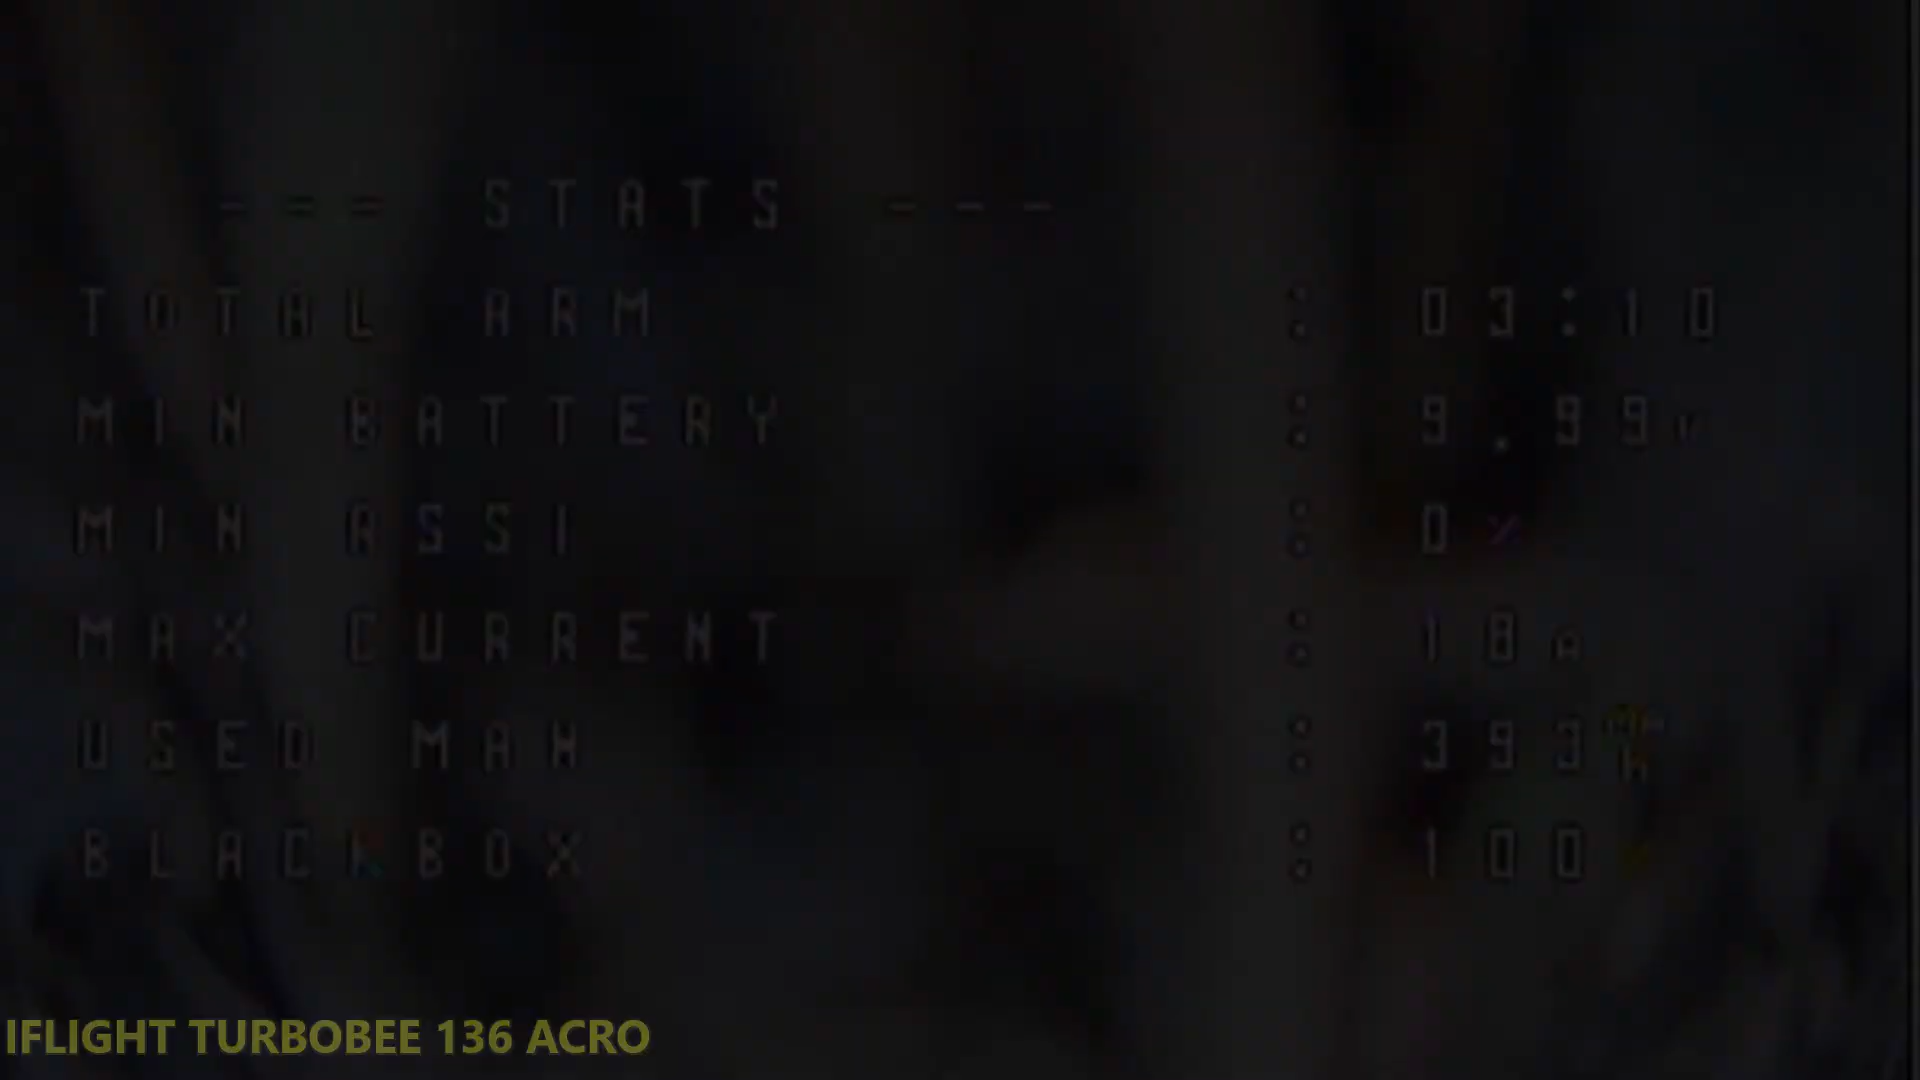 --- STATS ---
TOTAL ARM : 03:10
MIN BATTERY : 9.99V
MIN RSSI : 0%
MAX CURRENT : 18A
USED MAH : 393MAH
BLACKBOX : 100%
IFLIGHT TURBOBEE 136 ACRO